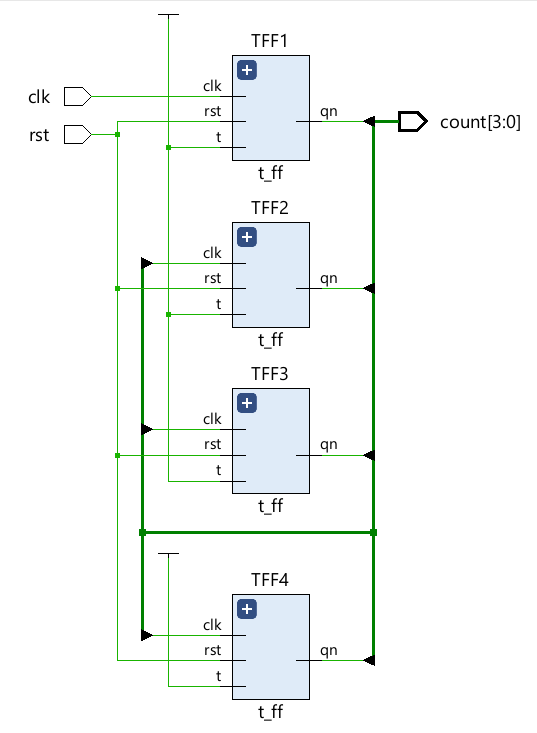 TFF1
clk
clk
rst
qn
count[3:0]
rst
t
t_ff
TFF2
clk
rst
qn
t
t_ff
TFF3
clk
rst
qn
t
t_ff
TFF4
clk
rst
qn
t
t_ff